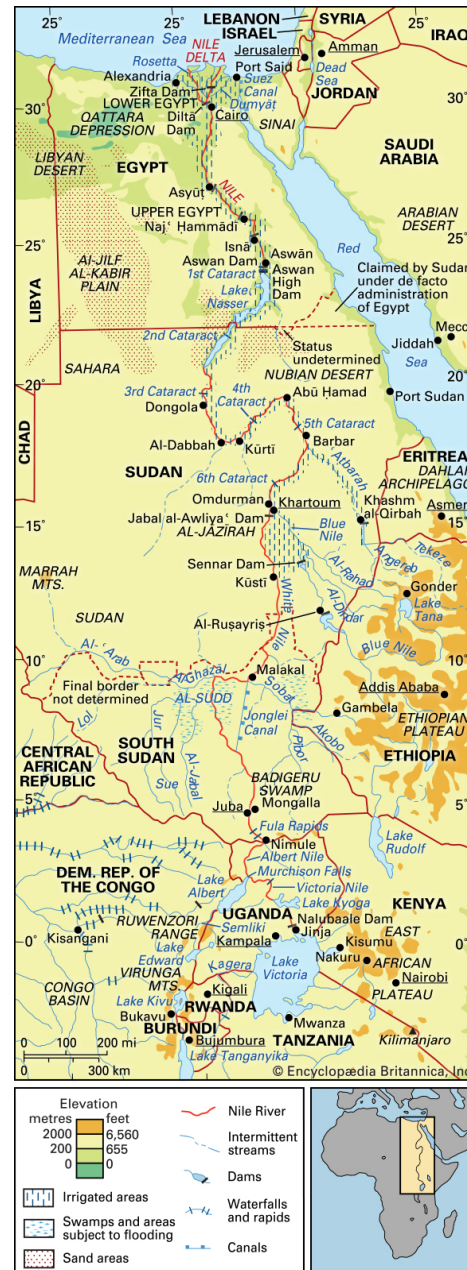 25°
25°
LEBANON
SYRIA
ISRAEL
Mediterranean Sea
NILE
DELTA
Jerusalem
Amman
IRAQ
Rosetta
Port Said
Alexandria
Suez
Canal
Dead
Sea
Zifta Dam
LOWER EGYPT
Dumyāṭ
JORDAN
30°
30°
Diltā
Dam
Cairo
QATTARA
DEPRESSION
SINAI
SAUDI
ARABIA
LIBYAN
DESERT
EGYPT
NILE
Asyūṭ
UPPER EGYPT
Najʿ Ḥammādī
ARABIAN
DESERT
Isnā
Red
25°
25°
Aswān
Aswan Dam
1st Cataract
Aswan
High
Dam
Al-JILF
AL-KABIR
PLAIN
Lake
Nasser
Claimed by Sudan
under de facto
administration
of Egypt
LIBYA
2nd Cataract
Status
undetermined
Mecc
Jiddah
Sea
SAHARA
NUBIAN DESERT
20°
20°
3rd Cataract
4th
Cataract
Abū Ḥamad
Dongola
5th Cataract
Port Sudan
CHAD
Al-Dabbah
Kūrtī
Barbar
ERITREA
SUDAN
Atbarah
DAHLAK
ARCHIPELAGO
6th Cataract
Omdurman
Khartoum
Khashm
al-Qirbah
Asmer
Jabal al-Awliyaʿ Dam
15°
15°
AL-JAZĪRAH
Blue
Nile
Tekeze
Angereb
Sennar Dam
Al-Rahad
MARRAH
MTS.
Gonder
Kūstī
Lake
Tana
White
Nile
Al-Dindar
SUDAN
Al-Ruṣayriṣ
Blue Nile
Al-ʿArab
10°
10°
Malakal
Al-Ghazal
Sobat
Addis Ababa
Final border
not determined
AL-SUDD
Gambela
Lol
Jonglei
Canal
ETHIOPIAN
PLATEAU
Jur
Akobo
Pibor
SOUTH
SUDAN
Al-Jabal
CENTRAL
AFRICAN
REPUBLIC
ETHIOPIA
Sue
BADIGERU
SWAMP
5°
5°
Juba
Mongalla
Fula Rapids
Lake
Rudolf
Nimule
Albert Nile
Murchison Falls
DEM. REP. OF
THE CONGO
Lake
Albert
Victoria Nile
Lake Kyoga
KENYA
UGANDA
RUWENZORI
RANGE
Nalubaale Dam
Semliki
Jinja
EAST
AFRICAN
PLATEAU
Kisangani
Kampala
Kisumu
0°
0°
Lake
Edward
Nakuru
VIRUNGA
MTS.
Kagera
Lake
Victoria
Nairobi
CONGO
BASIN
Kigali
Lake Kivu
RWANDA
Bukavu
Mwanza
BURUNDI
Kilimanjaro
Bujumbura
TANZANIA
0 100 200 mi
0 300 km
Lake Tanganyika
© Encyclopædia Britannica, Inc
Elevation
metres feet
2000 6,560
200 655
0 0
Irrigated areas
Swamps and areas
subject to flooding
Sand areas
Nile River
Intermittent
streams
Dams
Waterfalls
and rapids
Canals